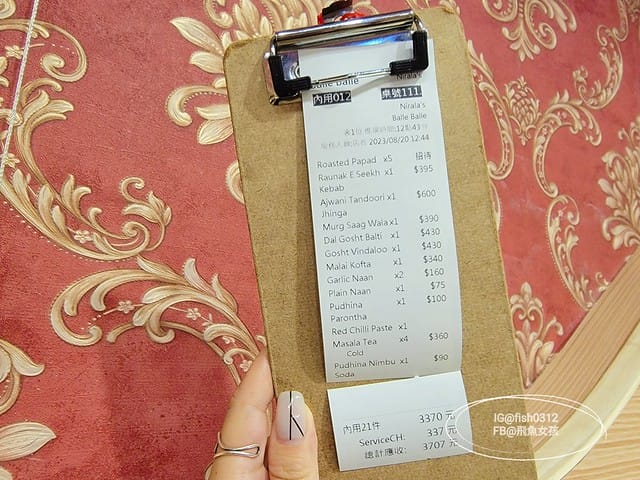 Balle Balle
Nirala's
內用012 桌號111
Nirala's
Balle Balle
2023/08/20 12:44
Roasted Papad x5 招待
Raunak E Seekh x1 $395
Kebab
Ajwani Tandoori x1 $600
Jhinga
Murg Saag Wala x1 $390
Dal Gosht Balti x1 $430
Gosht Vindaloo x1 $430
Malai Kofta x1 $340
Garlic Naan x2 $160
Plain Naan x1 $75
Pudhina x1 $100
Parontha
Red Chilli Paste x1
Masala Tea x4 $360
Cold
Pudhina Nimbu x1 $90
Soda
內用21件 3370 元
ServiceCH: 337 元
總計應收: 3707 元
IG@fish0312
FB@飛魚女孩